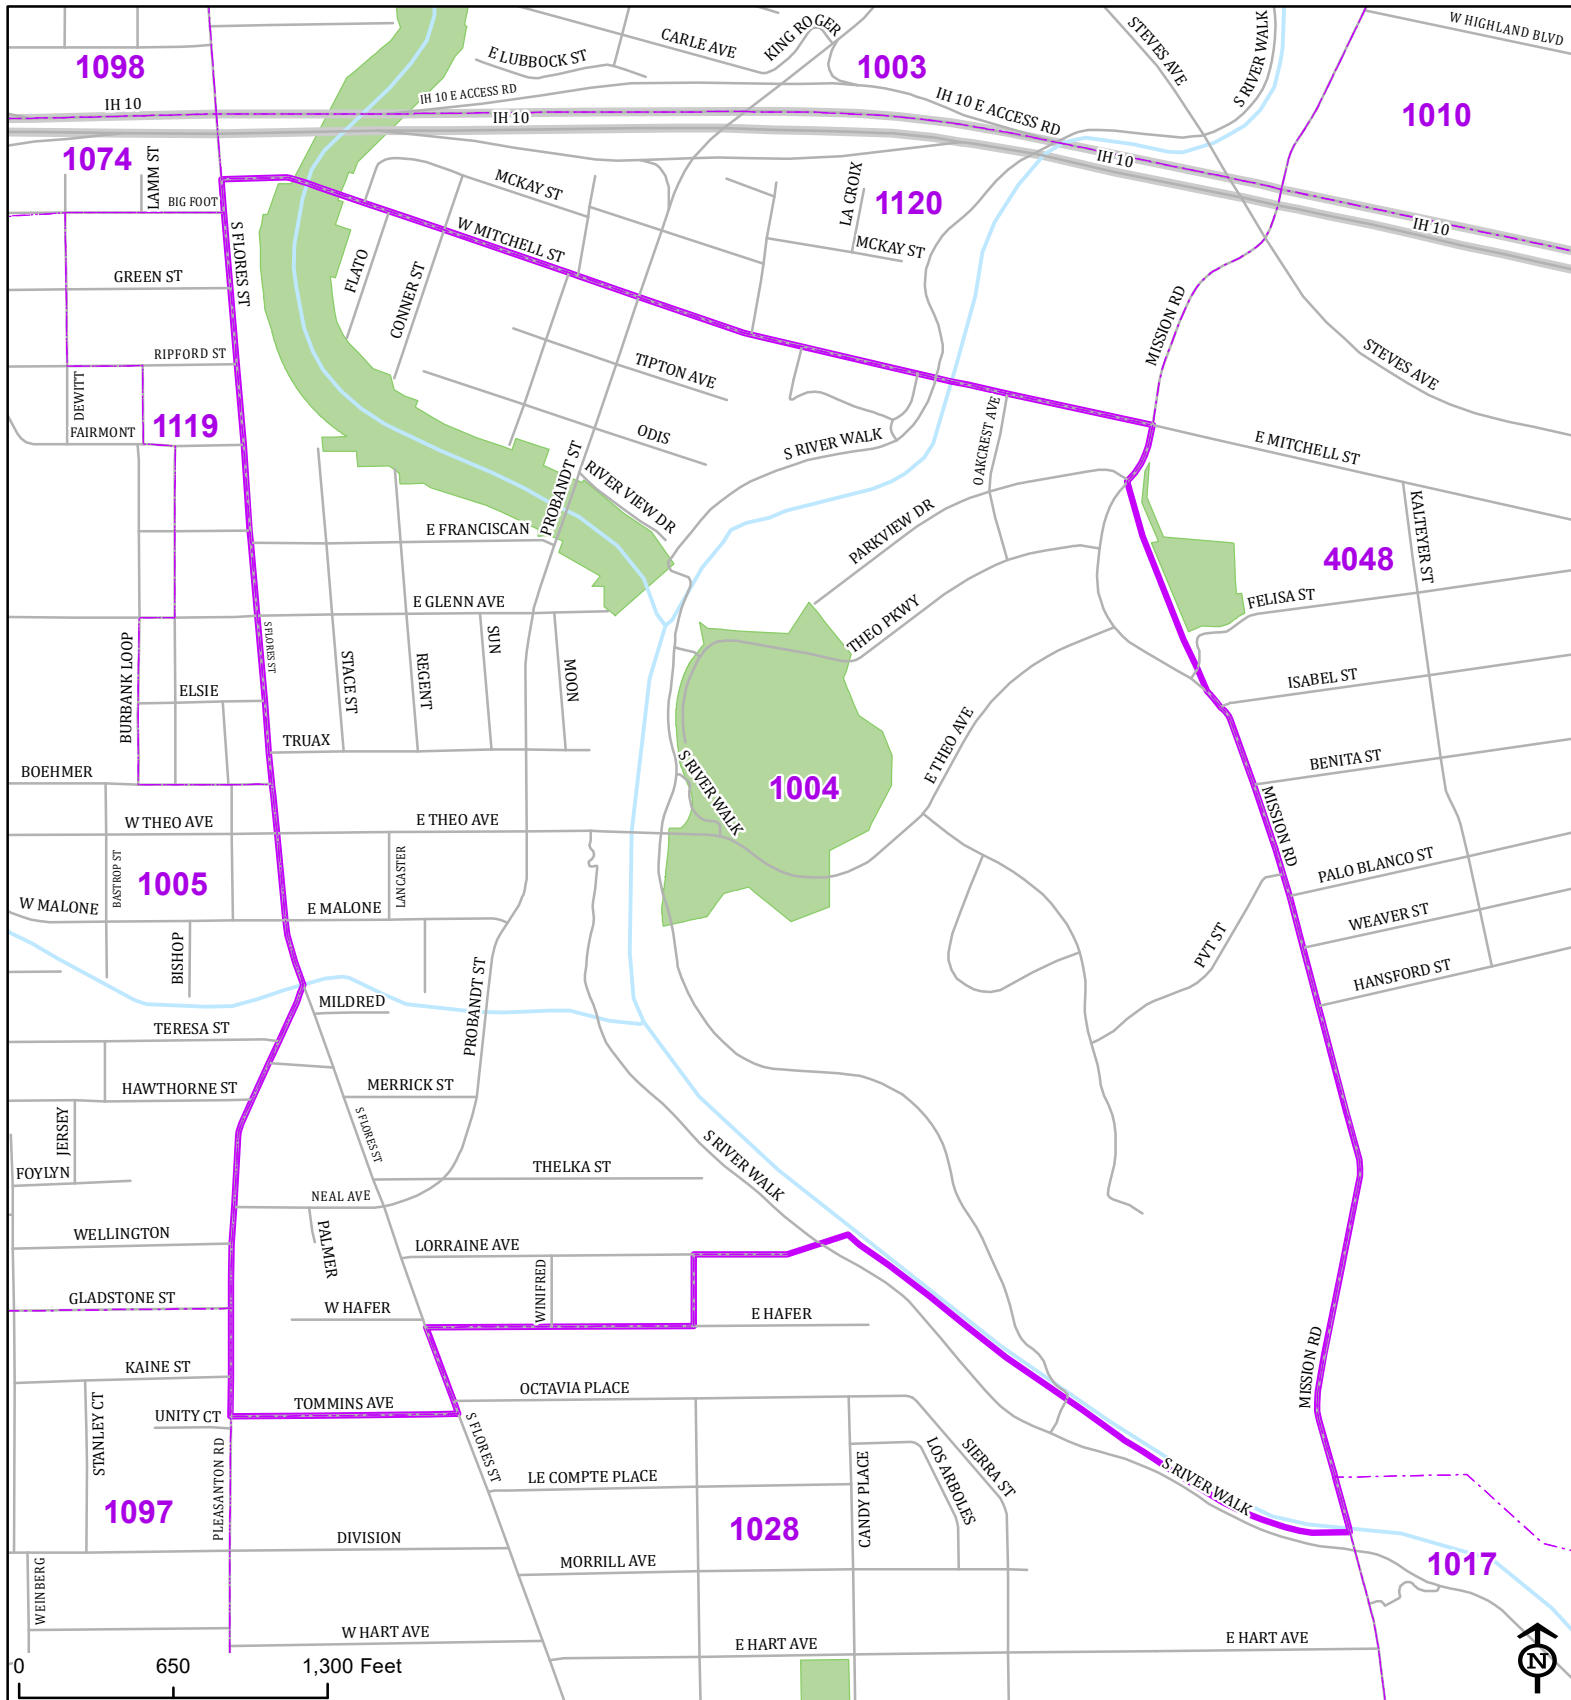 W HIGHLAND BLVD
KING ROGER
STEVES AVE
S RIVER WALK
CARLE AVE
E LUBBOCK ST
1098
1003
IH 10 E ACCESS RD
IH 10 E ACCESS RD
1010
IH 10
IH 10
IH 10
IH 10
1074
LAMM ST
BIG FOOT
MCKAY ST
LA CROIX
1120
W MITCHELL ST
MCKAY ST
S FLORES ST
GREEN ST
FLATO
CONNER ST
MISSION RD
RIPFORD ST
TIPTON AVE
STEVES AVE
DEWITT
FAIRMONT
1119
ODIS
S RIVER WALK
OAKCREST AVE
E MITCHELL ST
PROBANDT ST
RIVER VIEW DR
E FRANCISCAN
PARKVIEW DR
KALTEYER ST
4048
E GLENN AVE
THEO PKWY
FELISA ST
S FLORES ST
SUN
BURBANK LOOP
STACE ST
REGENT
MOON
ELSIE
ISABEL ST
TRUAX
E THEO AVE
BENITA ST
BOEHMER
S RIVER WALK
1004
MISSION RD
W THEO AVE
E THEO AVE
BASTROP ST
1005
LANCASTER
PALO BLANCO ST
W MALONE
E MALONE
WEAVER ST
BISHOP
PVT ST
HANSFORD ST
MILDRED
PROBANDT ST
TERESA ST
HAWTHORNE ST
MERRICK ST
JERSEY
S FLORES ST
S RIVER WALK
FOYLYN
THELKA ST
NEAL AVE
WELLINGTON
PALMER
LORRAINE AVE
GLADSTONE ST
W HAFER
WINIFRED
E HAFER
KAINE ST
MISSION RD
STANLEY CT
UNITY CT
TOMMINS AVE
OCTAVIA PLACE
S FLORES ST
SIERRA ST
LOS ARBOLES
LE COMPTE PLACE
CANDY PLACE
S RIVER WALK
PLEASANTON RD
1097
1028
DIVISION
MORRILL AVE
1017
WEINBERG
W HART AVE
E HART AVE
E HART AVE
N
0 650 1,300 Feet